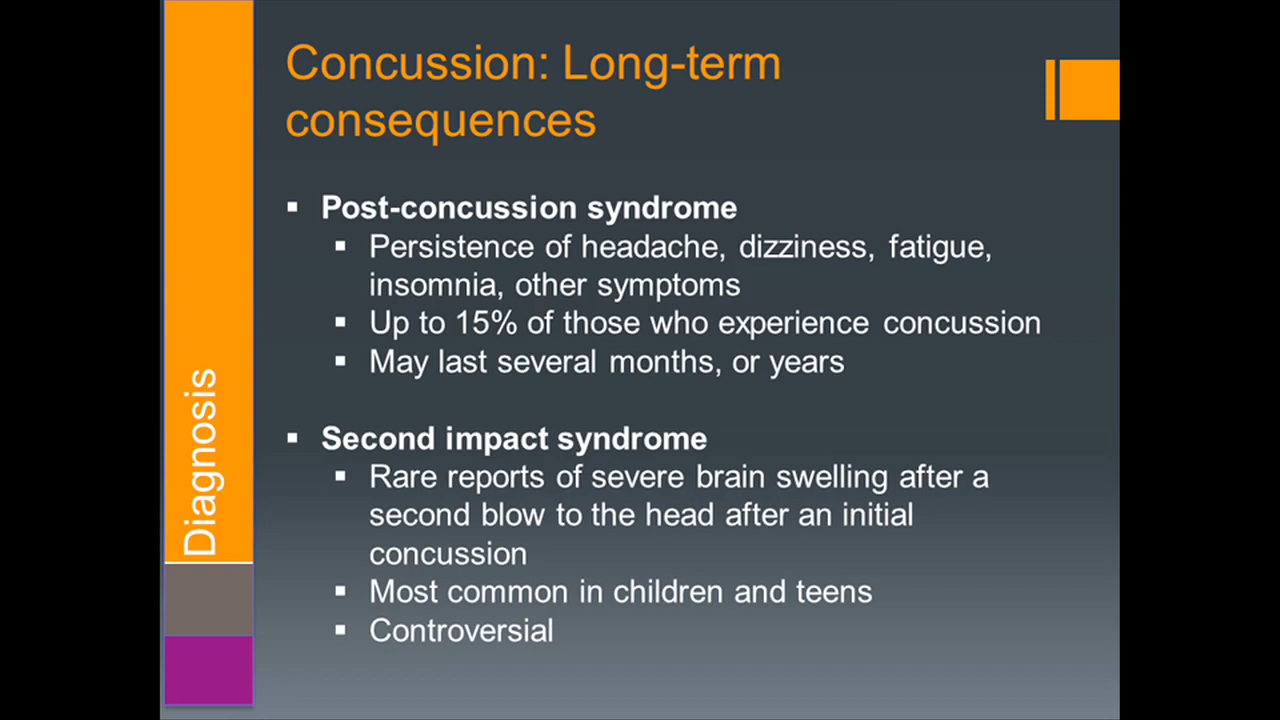 Concussion: Long-term
consequences
▪ Post-concussion syndrome
▪ Persistence of headache, dizziness, fatigue,
insomnia, other symptoms
▪ Up to 15% of those who experience concussion
▪ May last several months, or years
▪ Second impact syndrome
▪ Rare reports of severe brain swelling after a
second blow to the head after an initial
concussion
▪ Most common in children and teens
▪ Controversial
Diagnosis